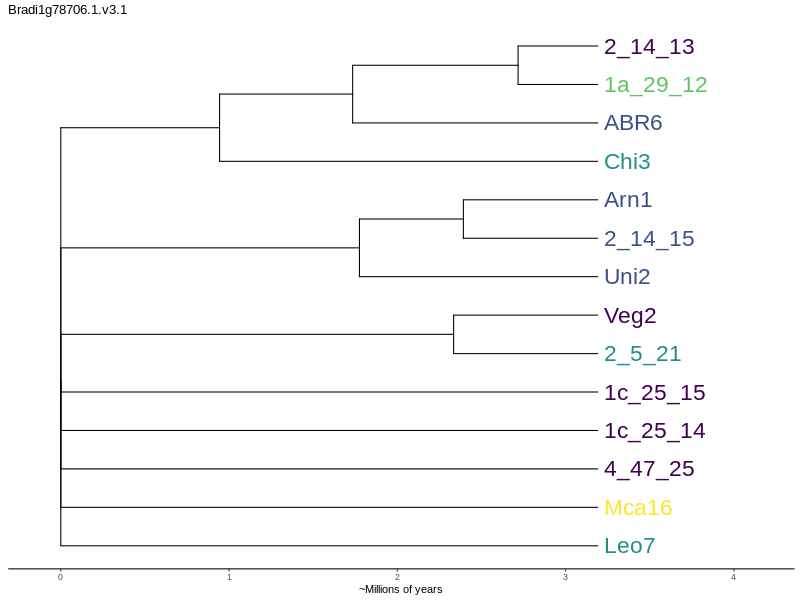 Bradi1g78706.1.v3.1
2_14_13
1a_29_12
ABR6
Chi3
Arn1
2_14_15
Uni2
Veg2
2_5_21
1c_25_15
1c_25_14
4_47_25
Mca16
Leo7
0 1 2 3 4
~Millions of years